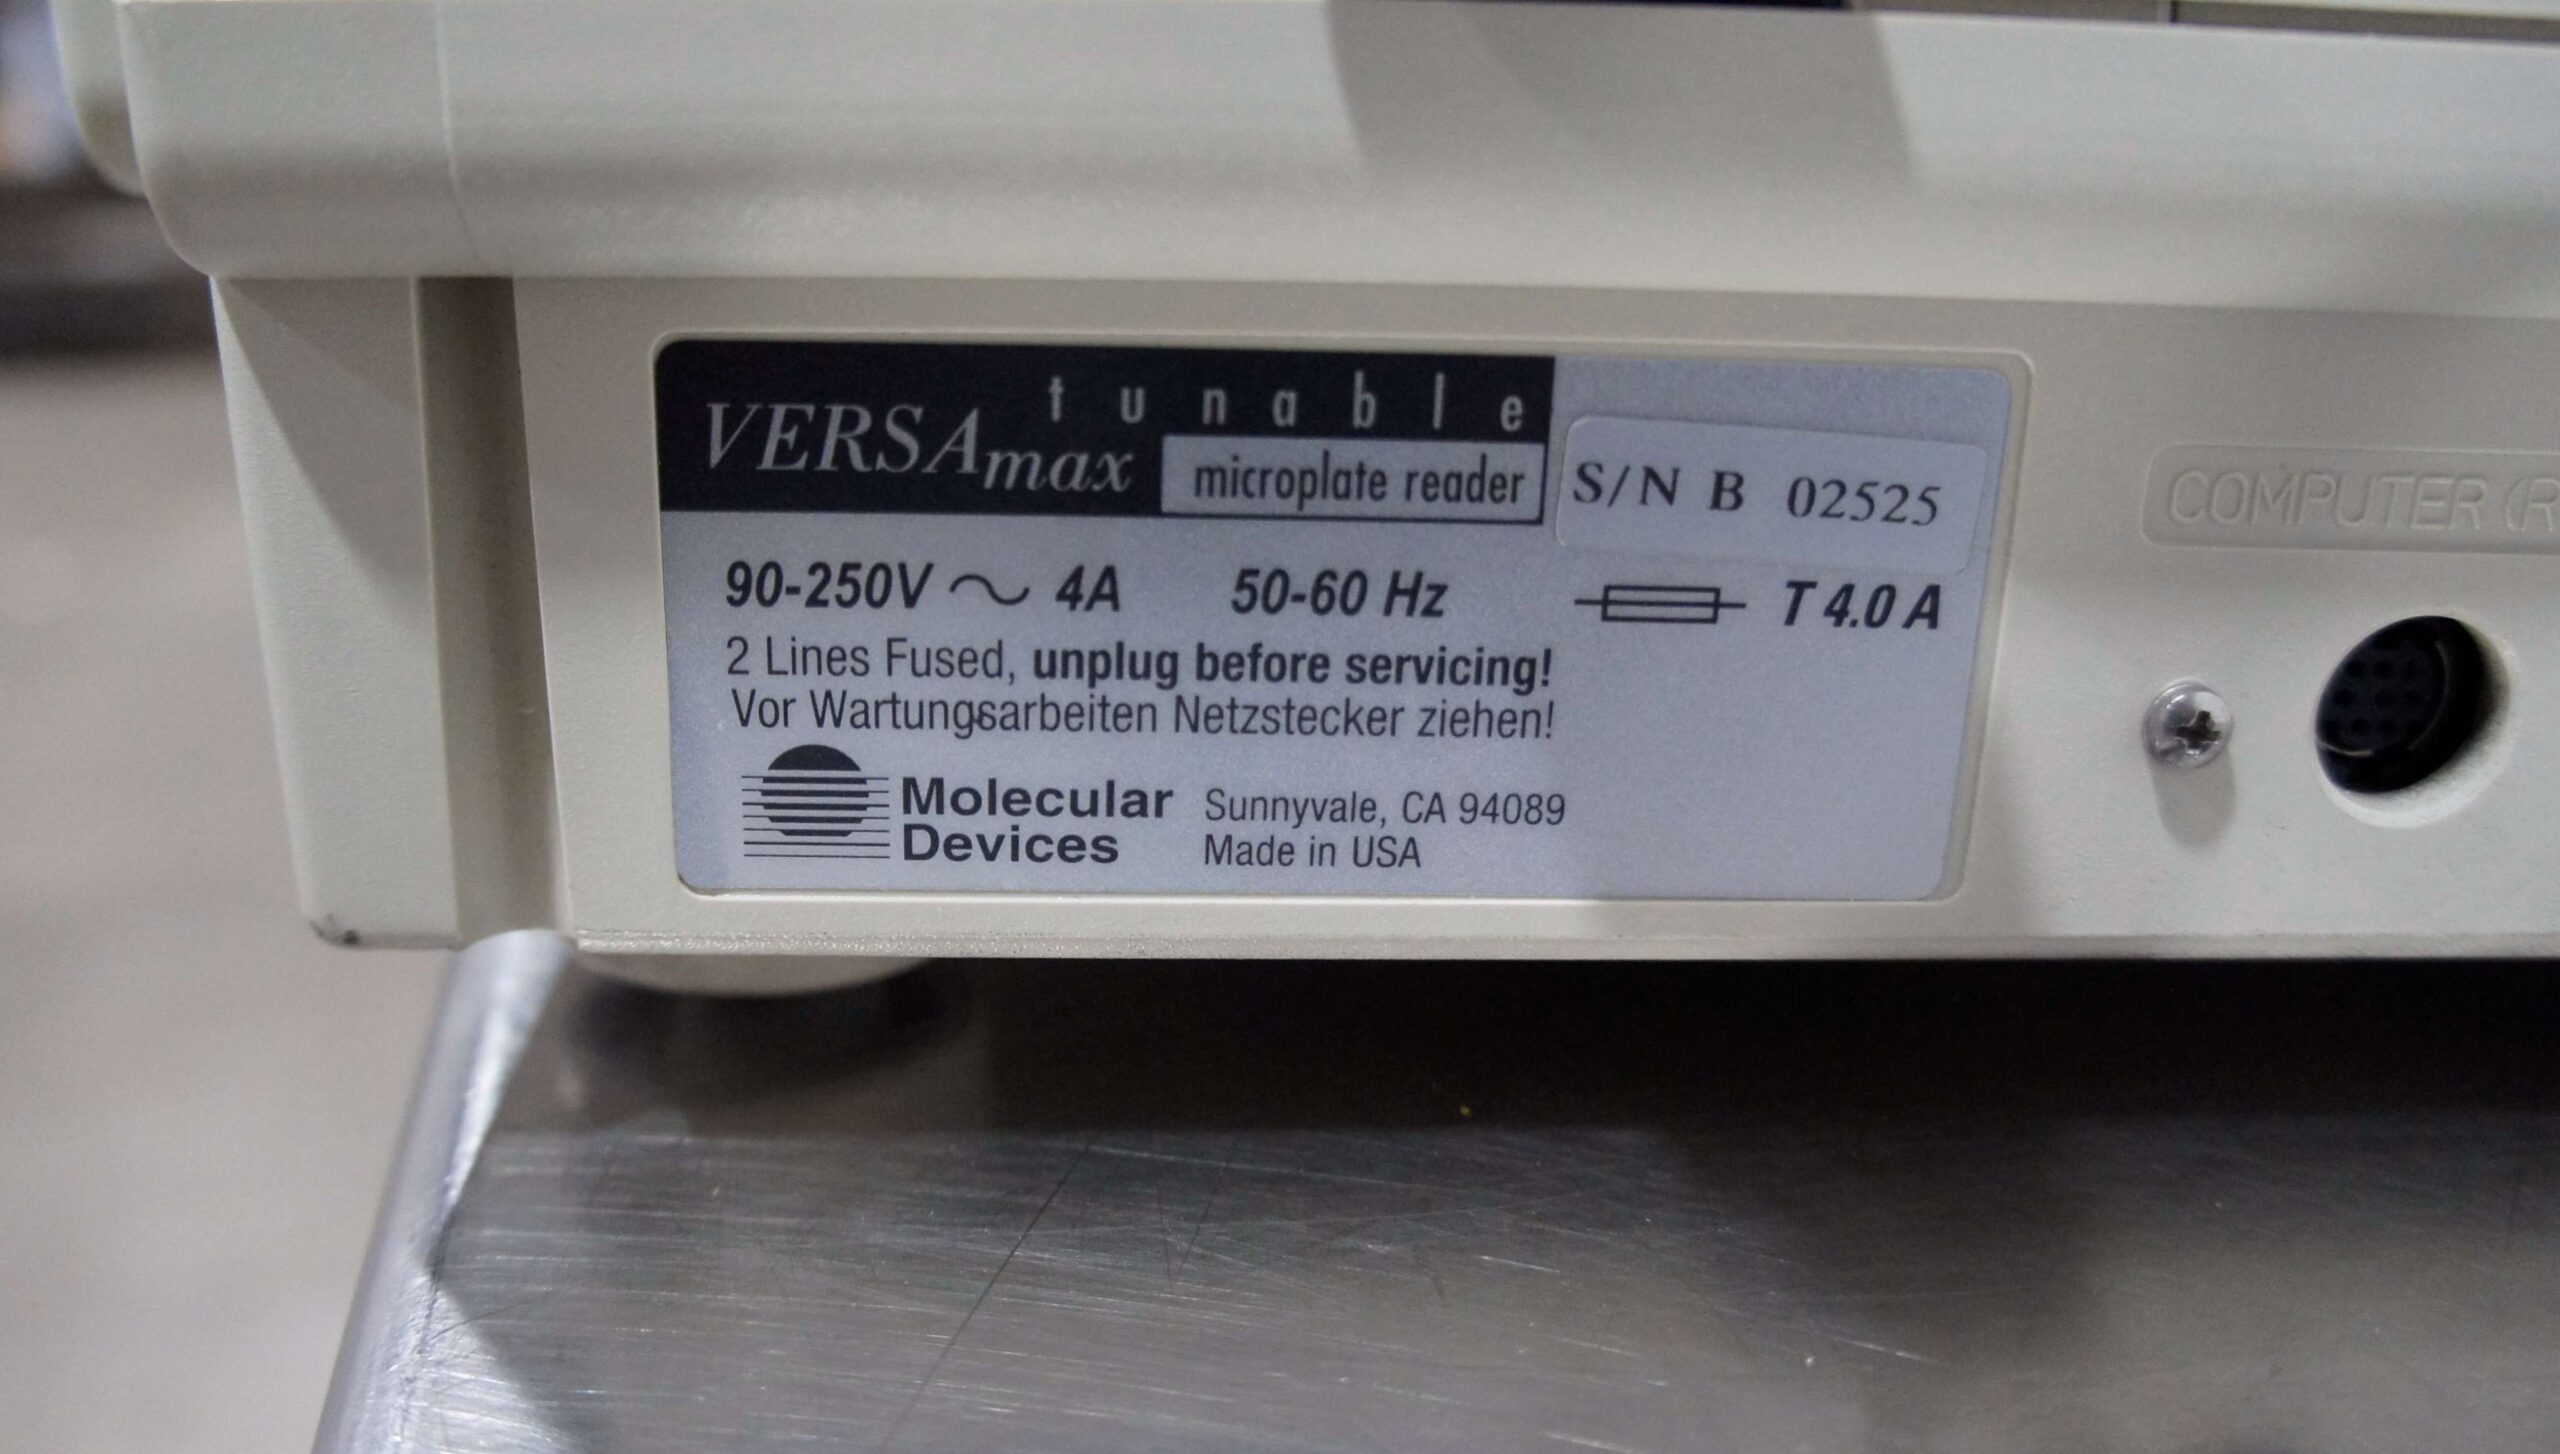 tunable
VERSAmax microplate reader
S/N B 02525
90-250V ~ 4A 50-60 Hz T 4.0 A
2 Lines Fused, unplug before servicing!
Vor Wartungsarbeiten Netzstecker ziehen!
Molecular Devices
Sunnyvale, CA 94089
Made in USA
COMPUTER (R